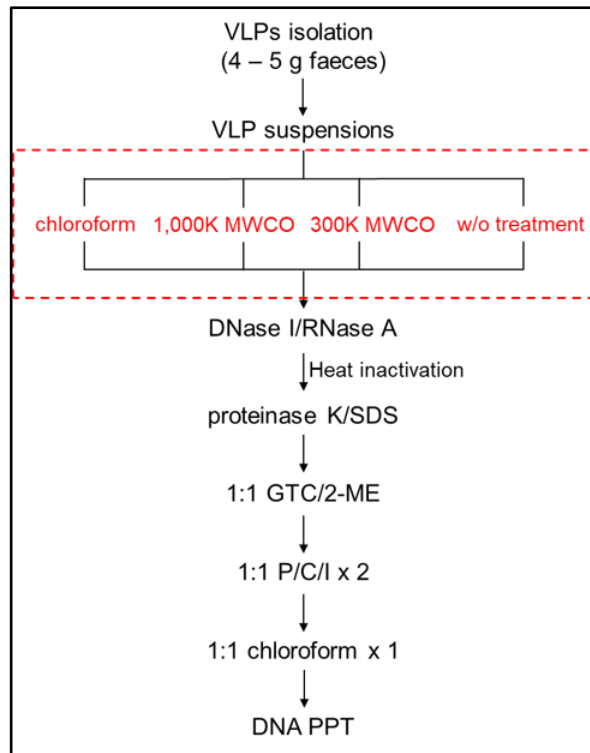 VLPs isolation
(4 – 5 g faeces)
VLP suspensions
chloroform 1,000K MWCO 300K MWCO w/o treatment
DNase I/RNase A
Heat inactivation
proteinase K/SDS
1:1 GTC/2-ME
1:1 P/C/I x 2
1:1 chloroform x 1
DNA PPT